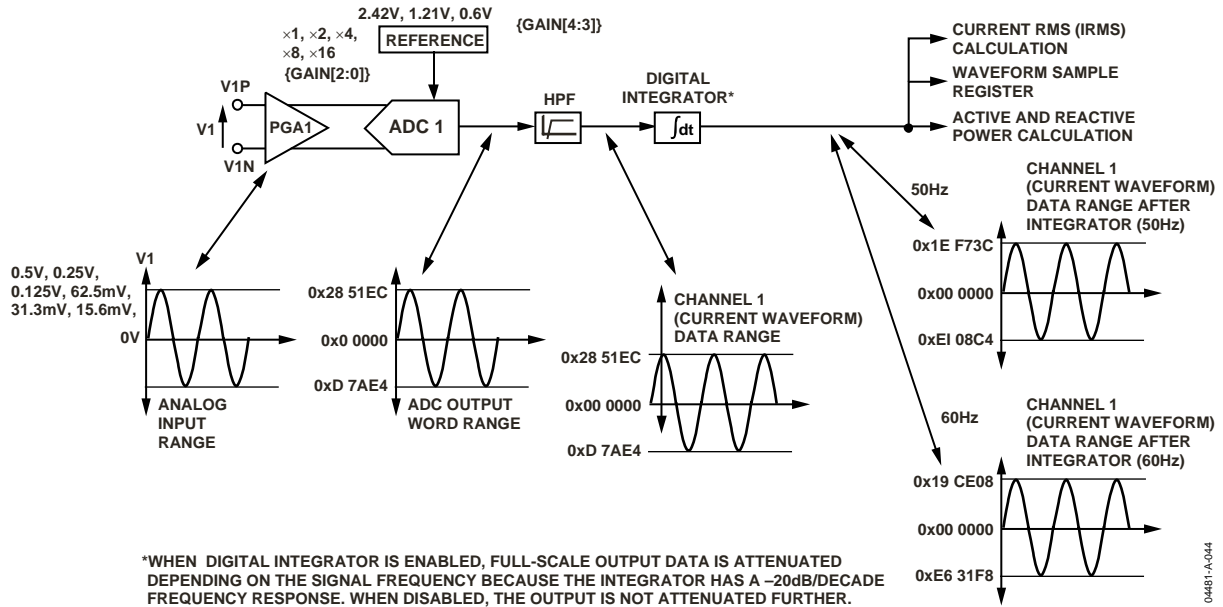 2.42V, 1.21V, 0.6V
{GAIN[4:3]}
×1, ×2, ×4,
×8, ×16
{GAIN[2:0]}
REFERENCE
V1P
V1
V1N
PGA1
ADC 1
HPF
DIGITAL
INTEGRATOR*
∫dt
CURRENT RMS (IRMS)
CALCULATION
WAVEFORM SAMPLE
REGISTER
ACTIVE AND REACTIVE
POWER CALCULATION
50Hz
CHANNEL 1
(CURRENT WAVEFORM)
DATA RANGE AFTER
INTEGRATOR (50Hz)
0x1E F73C
0x00 0000
0xEI 08C4
V1
0.5V, 0.25V,
0.125V, 62.5mV,
31.3mV, 15.6mV,
0V
ANALOG
INPUT
RANGE
0x28 51EC
0x0 0000
0xD 7AE4
ADC OUTPUT
WORD RANGE
CHANNEL 1
(CURRENT WAVEFORM)
DATA RANGE
0x28 51EC
0x00 0000
0xD 7AE4
60Hz
CHANNEL 1
(CURRENT WAVEFORM)
DATA RANGE AFTER
INTEGRATOR (60Hz)
0x19 CE08
0x00 0000
0xE6 31F8
*WHEN DIGITAL INTEGRATOR IS ENABLED, FULL-SCALE OUTPUT DATA IS ATTENUATED
DEPENDING ON THE SIGNAL FREQUENCY BECAUSE THE INTEGRATOR HAS A –20dB/DECADE
FREQUENCY RESPONSE. WHEN DISABLED, THE OUTPUT IS NOT ATTENUATED FURTHER.
04481-A-044